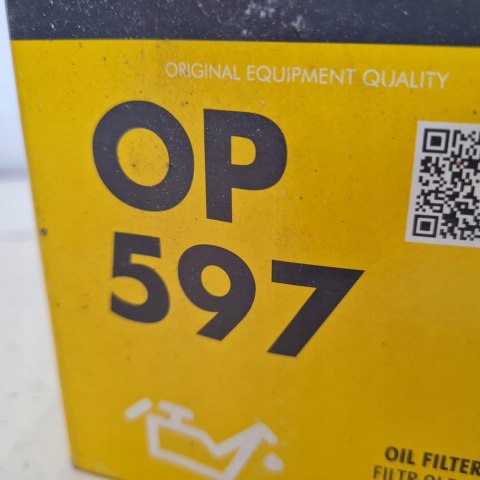 ORIGINAL EQUIPMENT QUALITY
OP
597
OIL FILTER